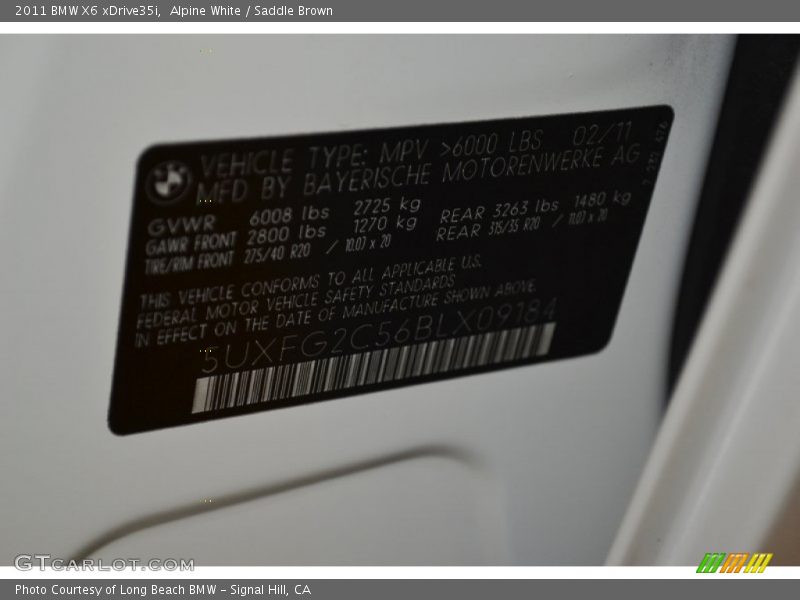 2011 BMW X6 xDrive35i, Alpine White / Saddle Brown
VEHICLE TYPE: MPV >6000 LBS 02/11
MFD BY BAYERISCHE MOTORENWERKE AG
GVWR 6008 lbs 2725 kg
GAWR FRONT 2800 lbs 1270 kg REAR 3263 lbs 1480 kg
TIRE/RIM FRONT 275/40 R20 / 10.0J x 20 REAR 315/35 R20 / 11.0J x 20
THIS VEHICLE CONFORMS TO ALL APPLICABLE U.S.
FEDERAL MOTOR VEHICLE SAFETY STANDARDS
IN EFFECT ON THE DATE OF MANUFACTURE SHOWN ABOVE.
5UXFG2C56BLX09184
GTCARLOT.COM
Photo Courtesy of Long Beach BMW - Signal Hill, CA